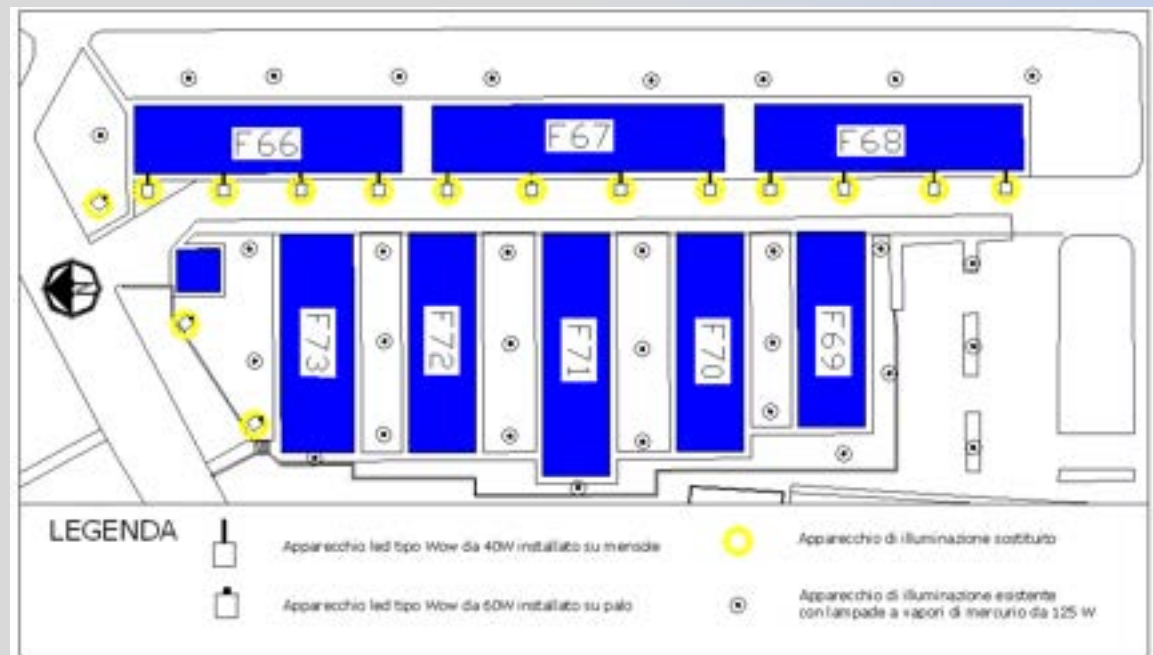 F66
F67
F68
N
F73
F72
F71
F70
F69
LEGENDA
Apparecchio led tipo Wow da 40W installato su mensole
Apparecchio di illuminazione sostituito
Apparecchio led tipo Wow da 60W installato su palo
Apparecchio di illuminazione esistente
con lampade a vapori di mercurio da 125 W